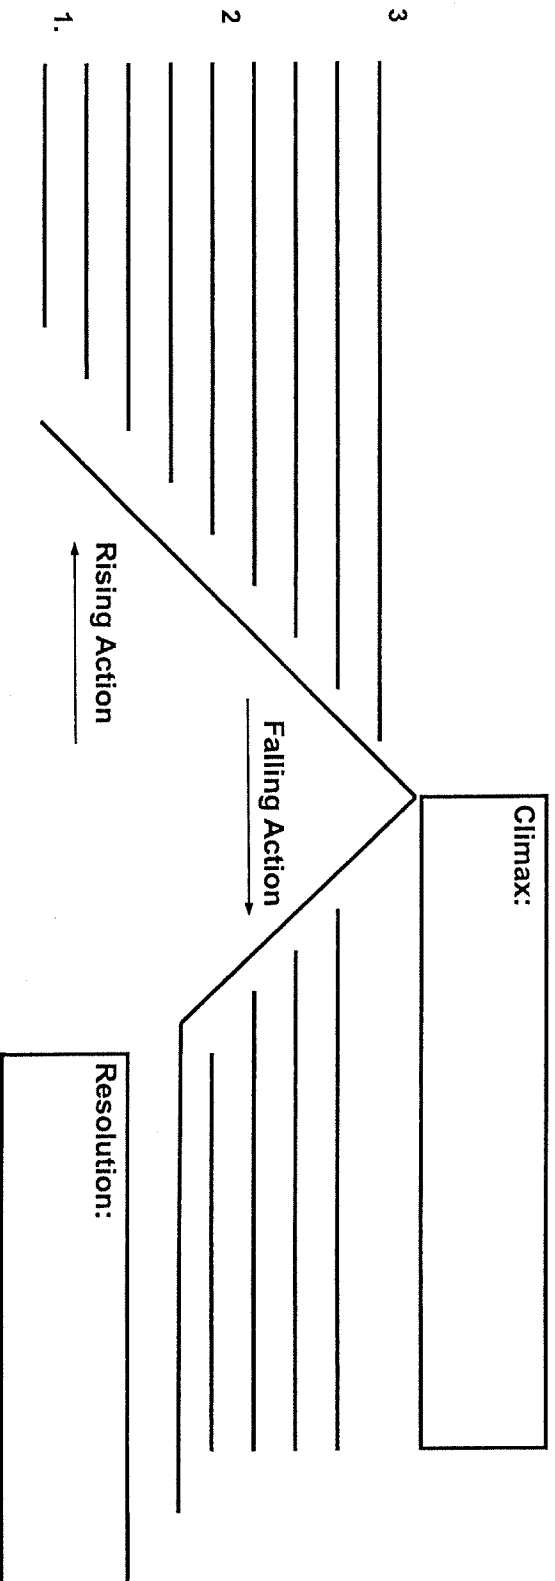 Climax:
3
2
Falling Action
Rising Action
1.
Resolution: